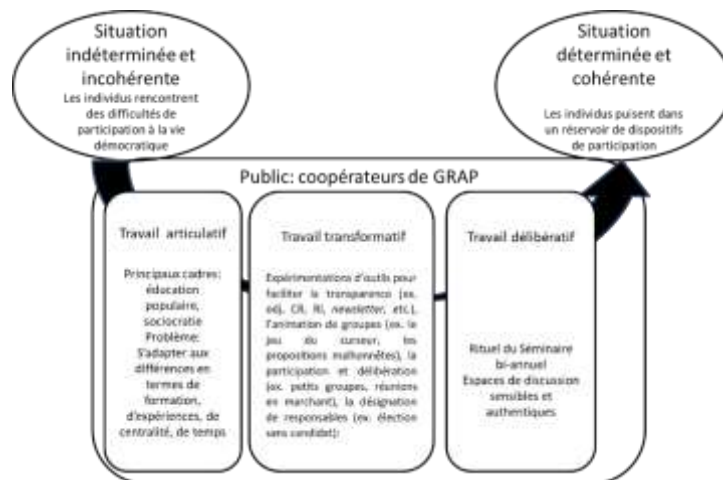 Situation
indéterminée et
incohérente
Les individus rencontrent
des difficultés de
participation à la vie
démocratique
Situation
déterminée et
cohérente
Les individus puisent dans
un réservoir de dispositifs
de participation
Public: coopérateurs de GRAP
Travail articulatif
Principaux cadres:
éducation
populaire,
sociocratie
Problème:
S'adapter aux
différences en
termes de
formation,
d'expériences, de
centralité, de temps
Travail transformatif
Expérimentations d'outils pour
faciliter la transparence (ex.
odj, CR, RI, newsletter, etc.),
l'animation de groupes (ex. le
jeu du curseur, les
propositions malhonnêtes), la
participation et délibération
(ex. petits groupes, réunions
en marchant), la désignation
de responsables (ex. élection
sans candidat);
Travail délibératif
Rituel du Séminaire
bi-annuel
Espaces de discussion
sensibles et
authentiques